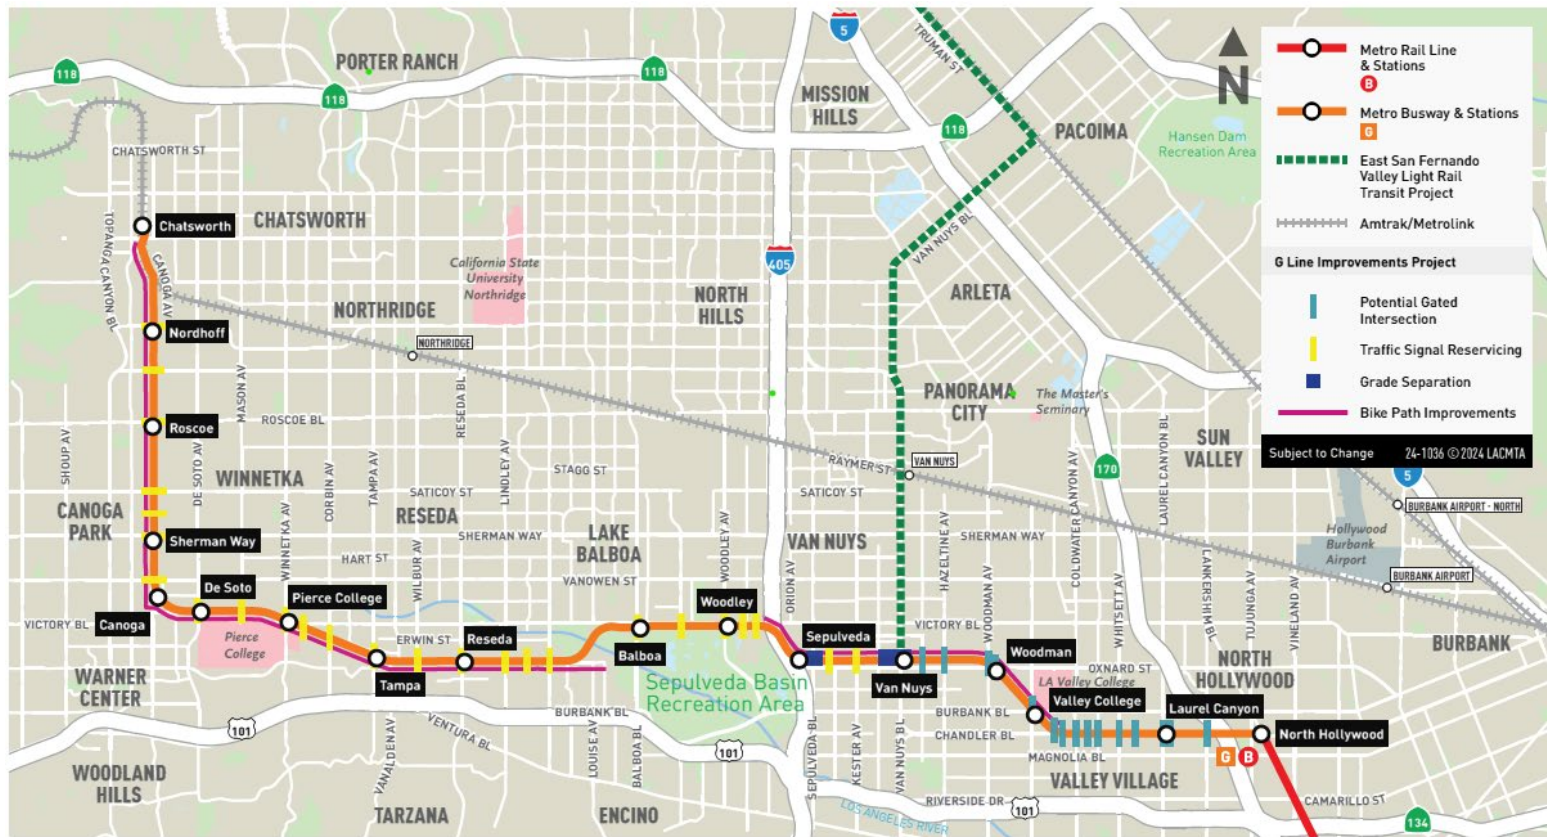 118
PORTER RANCH
118
118
5
TRUMAN ST
MISSION
HILLS
118
PACOIMA
Hansen Dam
Recreation Area
N
Metro Rail Line
& Stations
B
Metro Busway & Stations
G
East San Fernando
Valley Light Rail
Transit Project
Amtrak/Metrolink
G Line Improvements Project
Potential Gated
Intersection
Traffic Signal Reservicing
Grade Separation
Bike Path Improvements
Subject to Change
24-1036 © 2024 LACMTA
CHATSWORTH ST
TOPANGA CANYON BL
Chatsworth
CHATSWORTH
CANOGA AV
California State
University
Northridge
405
VAN NUYS BL
NORTHRIDGE
NORTH
HILLS
ARLETA
Nordhoff
NORTHRIDGE
MASON AV
RESEDA BL
PANORAMA
CITY
The Master's
Seminary
ROSCOE BL
Roscoe
SHOUP AV
DE SOTO AV
WINNETKA
CORBIN AV
TAMPA AV
LINDLEY AV
STAGG ST
RAYMER ST
VAN NUYS
COLDWATER CANYON AV
170
LAUREL CANYON BL
SUN
VALLEY
5
SATICOY ST
SATICOY ST
CANOGA
PARK
RESEDA
BURBANK AIRPORT - NORTH
Sherman Way
WINNETKA AV
HART ST
WILBUR AV
SHERMAN WAY
LAKE
BALBOA
WOODLEY AV
VAN NUYS
ORION AV
HAZELTINE AV
SHERMAN WAY
Hollywood
Burbank
Airport
VANOWEN ST
WOODMAN AV
WHITSETT AV
LANKERSHIM BL
TUJUNGA AV
VINELAND AV
BURBANK AIRPORT
De Soto
Pierce College
Woodley
VICTORY BL
Canoga
Pierce
College
ERWIN ST
Reseda
Balboa
Sepulveda
VICTORY BL
Woodman
BURBANK
WARNER
CENTER
Tampa
Van Nuys
OXNARD ST
LA Valley College
NORTH
HOLLYWOOD
Sepulveda Basin
Recreation Area
BURBANK BL
BURBANK BL
Valley College
Laurel Canyon
North Hollywood
CHANDLER BL
101
VENTURA BL
101
MAGNOLIA BL
G
B
WOODLAND
HILLS
VANALDEN AV
LOUISE AV
BALBOA BL
SEPULVEDA BL
KESTER AV
VAN NUYS BL
VALLEY VILLAGE
RIVERSIDE DR
101
CAMARILLO ST
TARZANA
ENCINO
LOS ANGELES RIVER
134